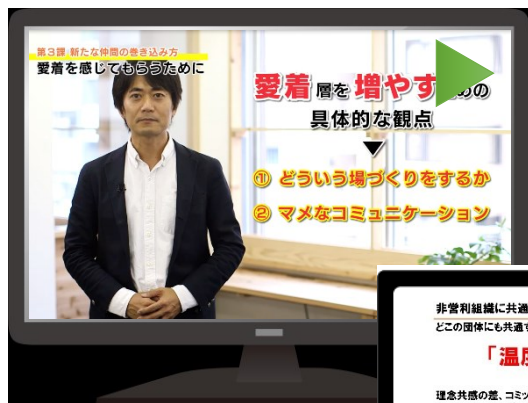 第3課 新たな仲間の巻き込み方
愛着を感じてもらうために
愛着層を増やす
の
具体的な観点
① どういう場づくりをするか
② マメなコミュニケーション
非営利組織に共通
どこの団体にも共通す
「温度
理念共感の差、コミッ